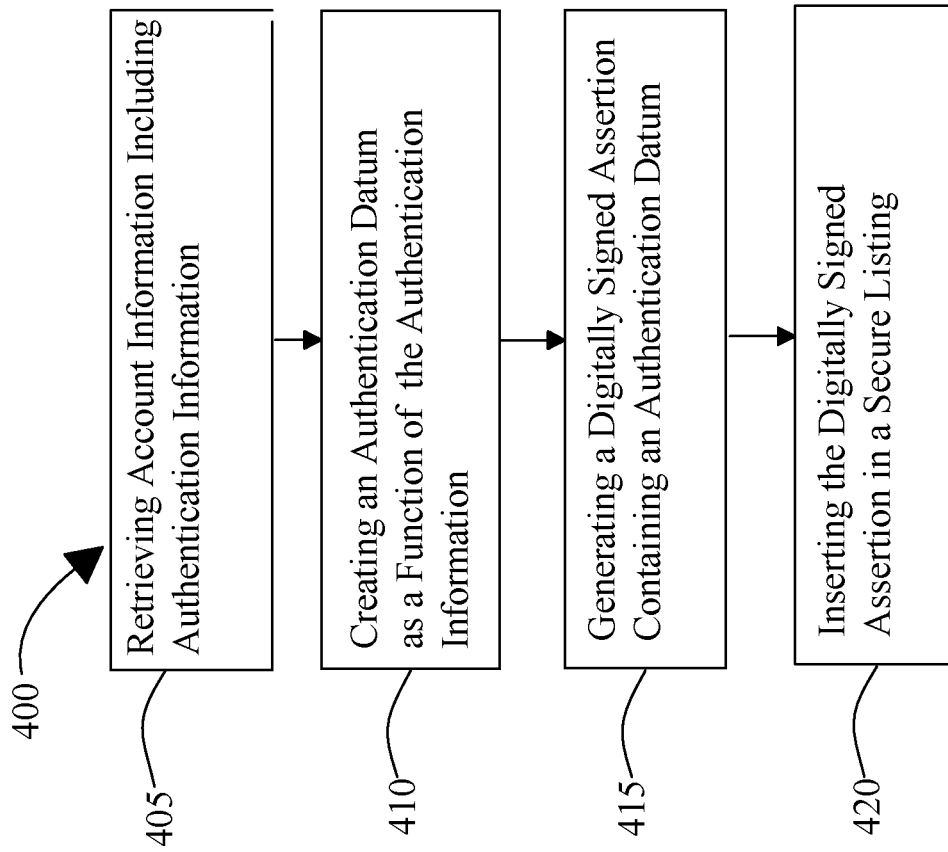 400
405
Retrieving Account Information Including
Authentication Information
410
Creating an Authentication Datum
as a Function of the Authentication
Information
415
Generating a Digitally Signed Assertion
Containing an Authentication Datum
420
Inserting the Digitally Signed
Assertion in a Secure Listing